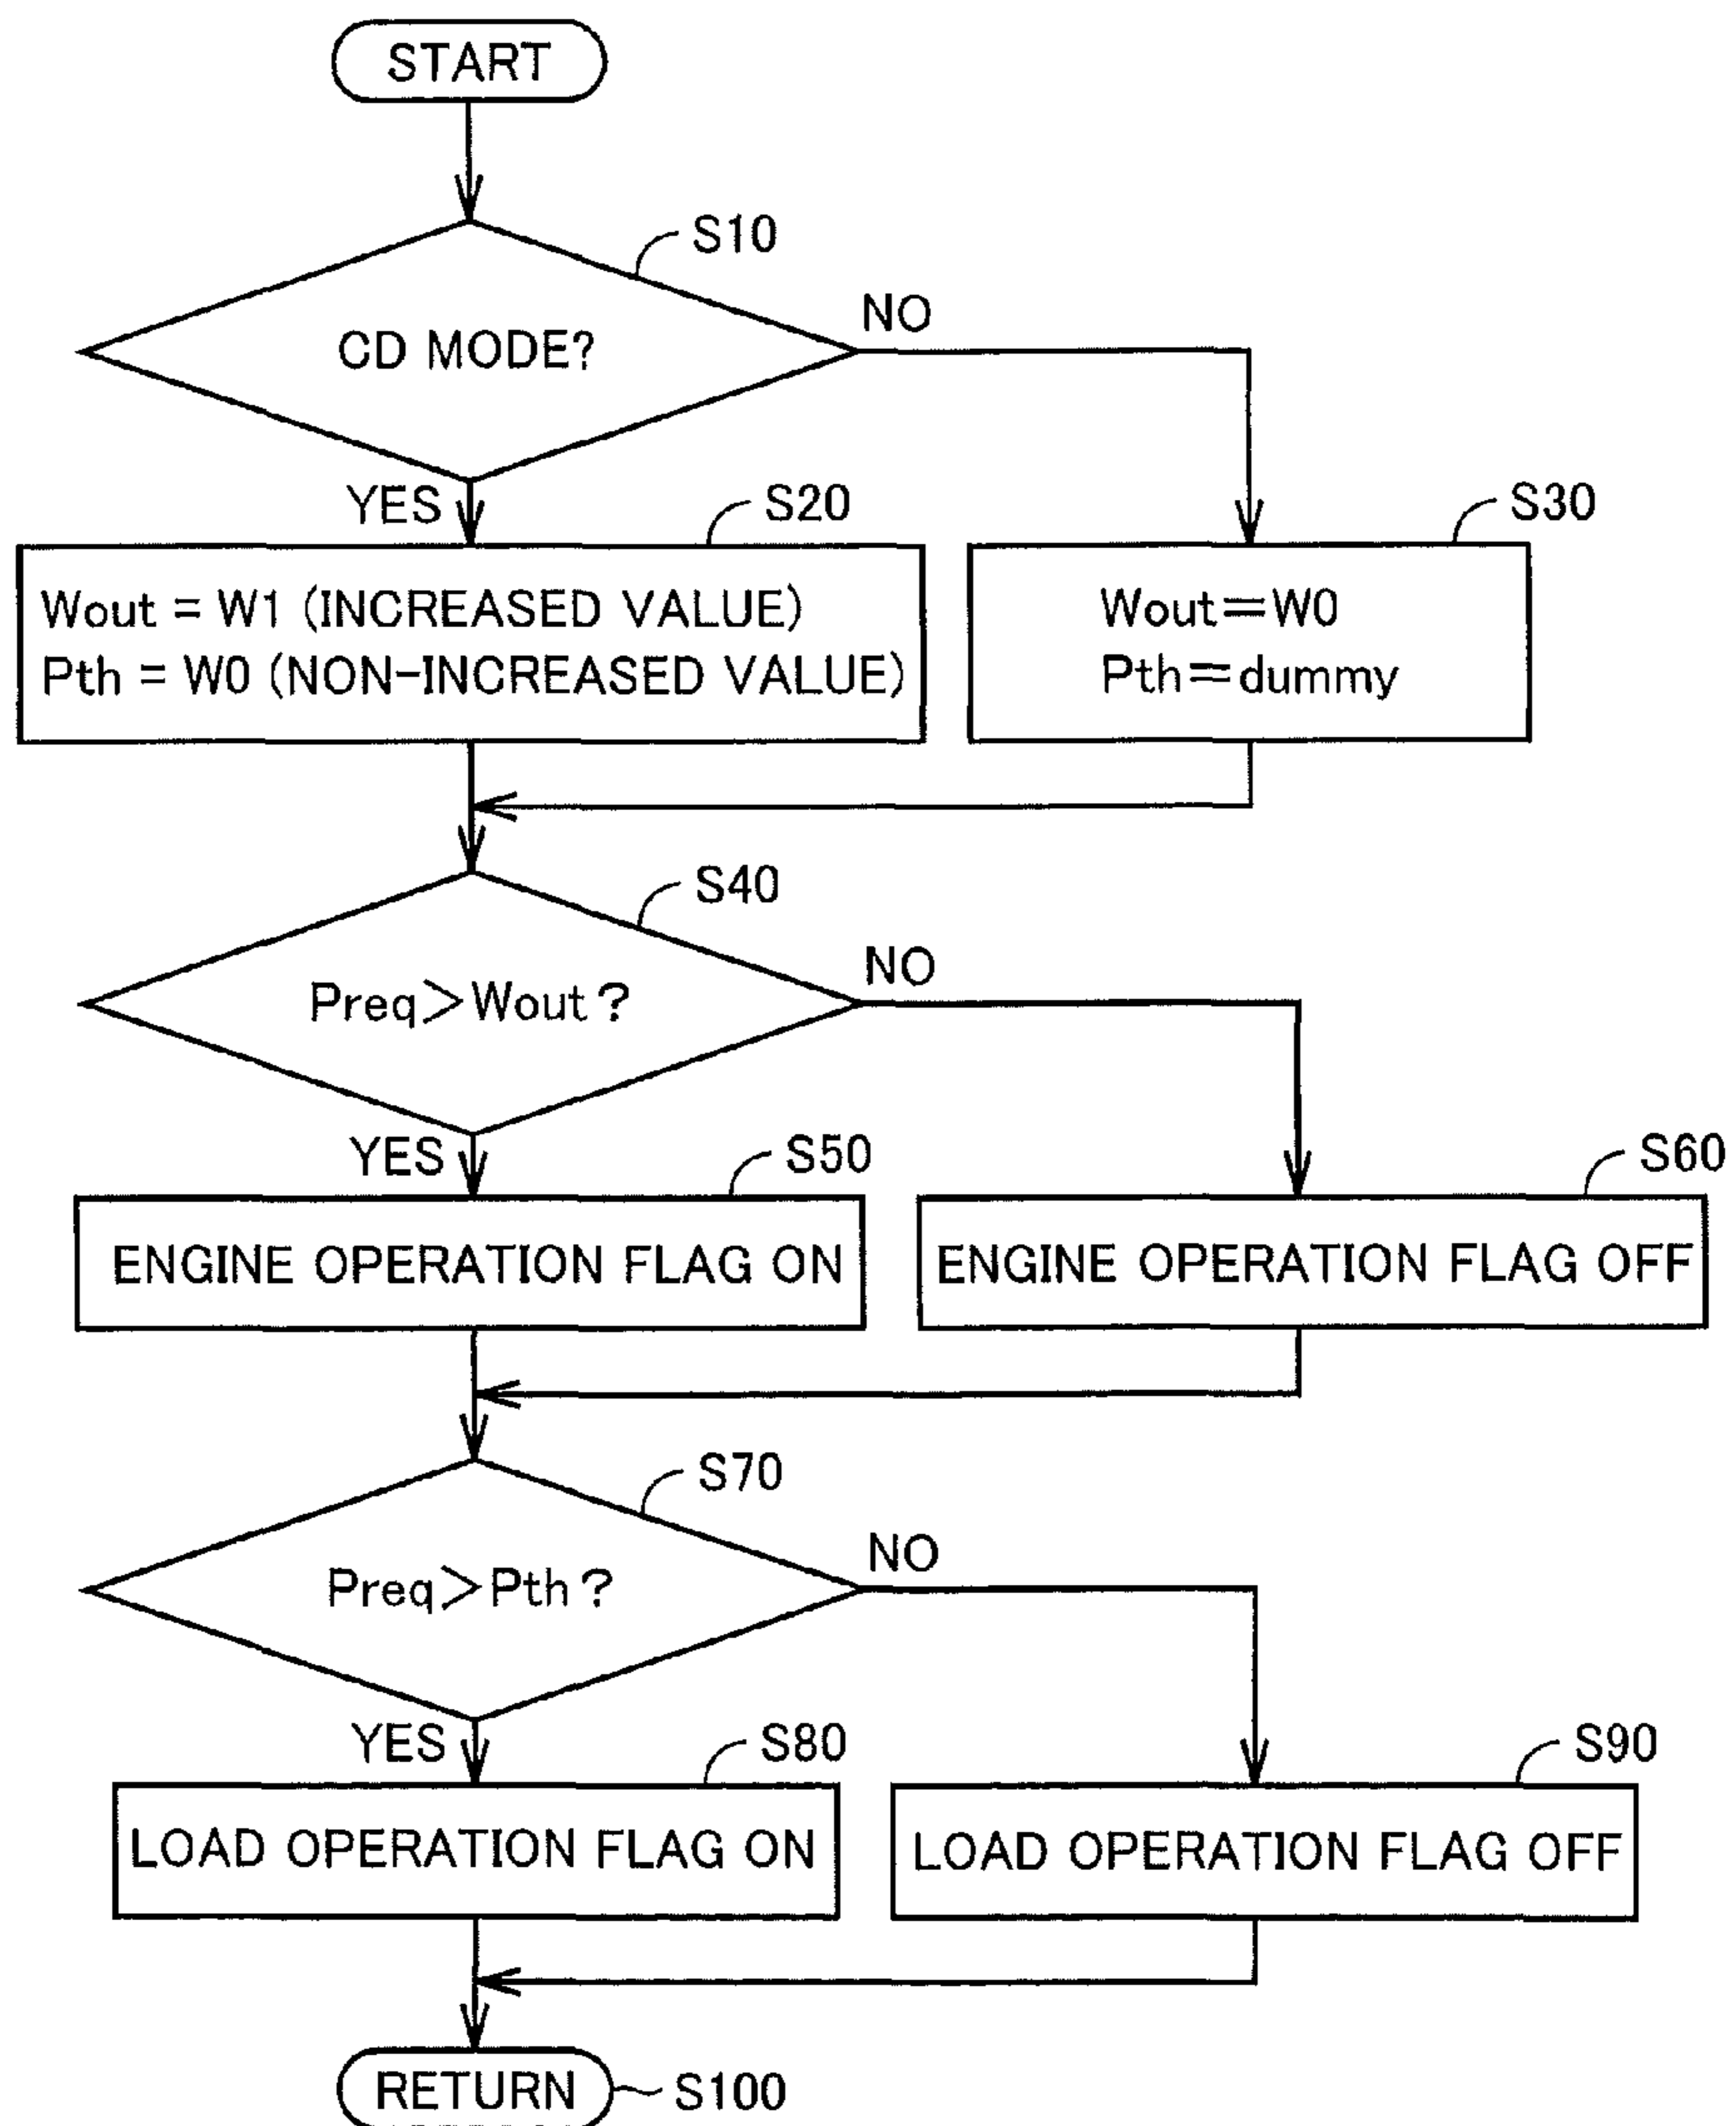 START
S10
CD MODE?
NO
YES
S20
S30
Wout = W1 (INCREASED VALUE)
Pth = W0 (NON-INCREASED VALUE)
Wout=W0
Pth=dummy
S40
Preq>Wout?
NO
YES
S50
S60
ENGINE OPERATION FLAG ON
ENGINE OPERATION FLAG OFF
S70
Preq>Pth?
NO
YES
S80
S90
LOAD OPERATION FLAG ON
LOAD OPERATION FLAG OFF
RETURN
S100